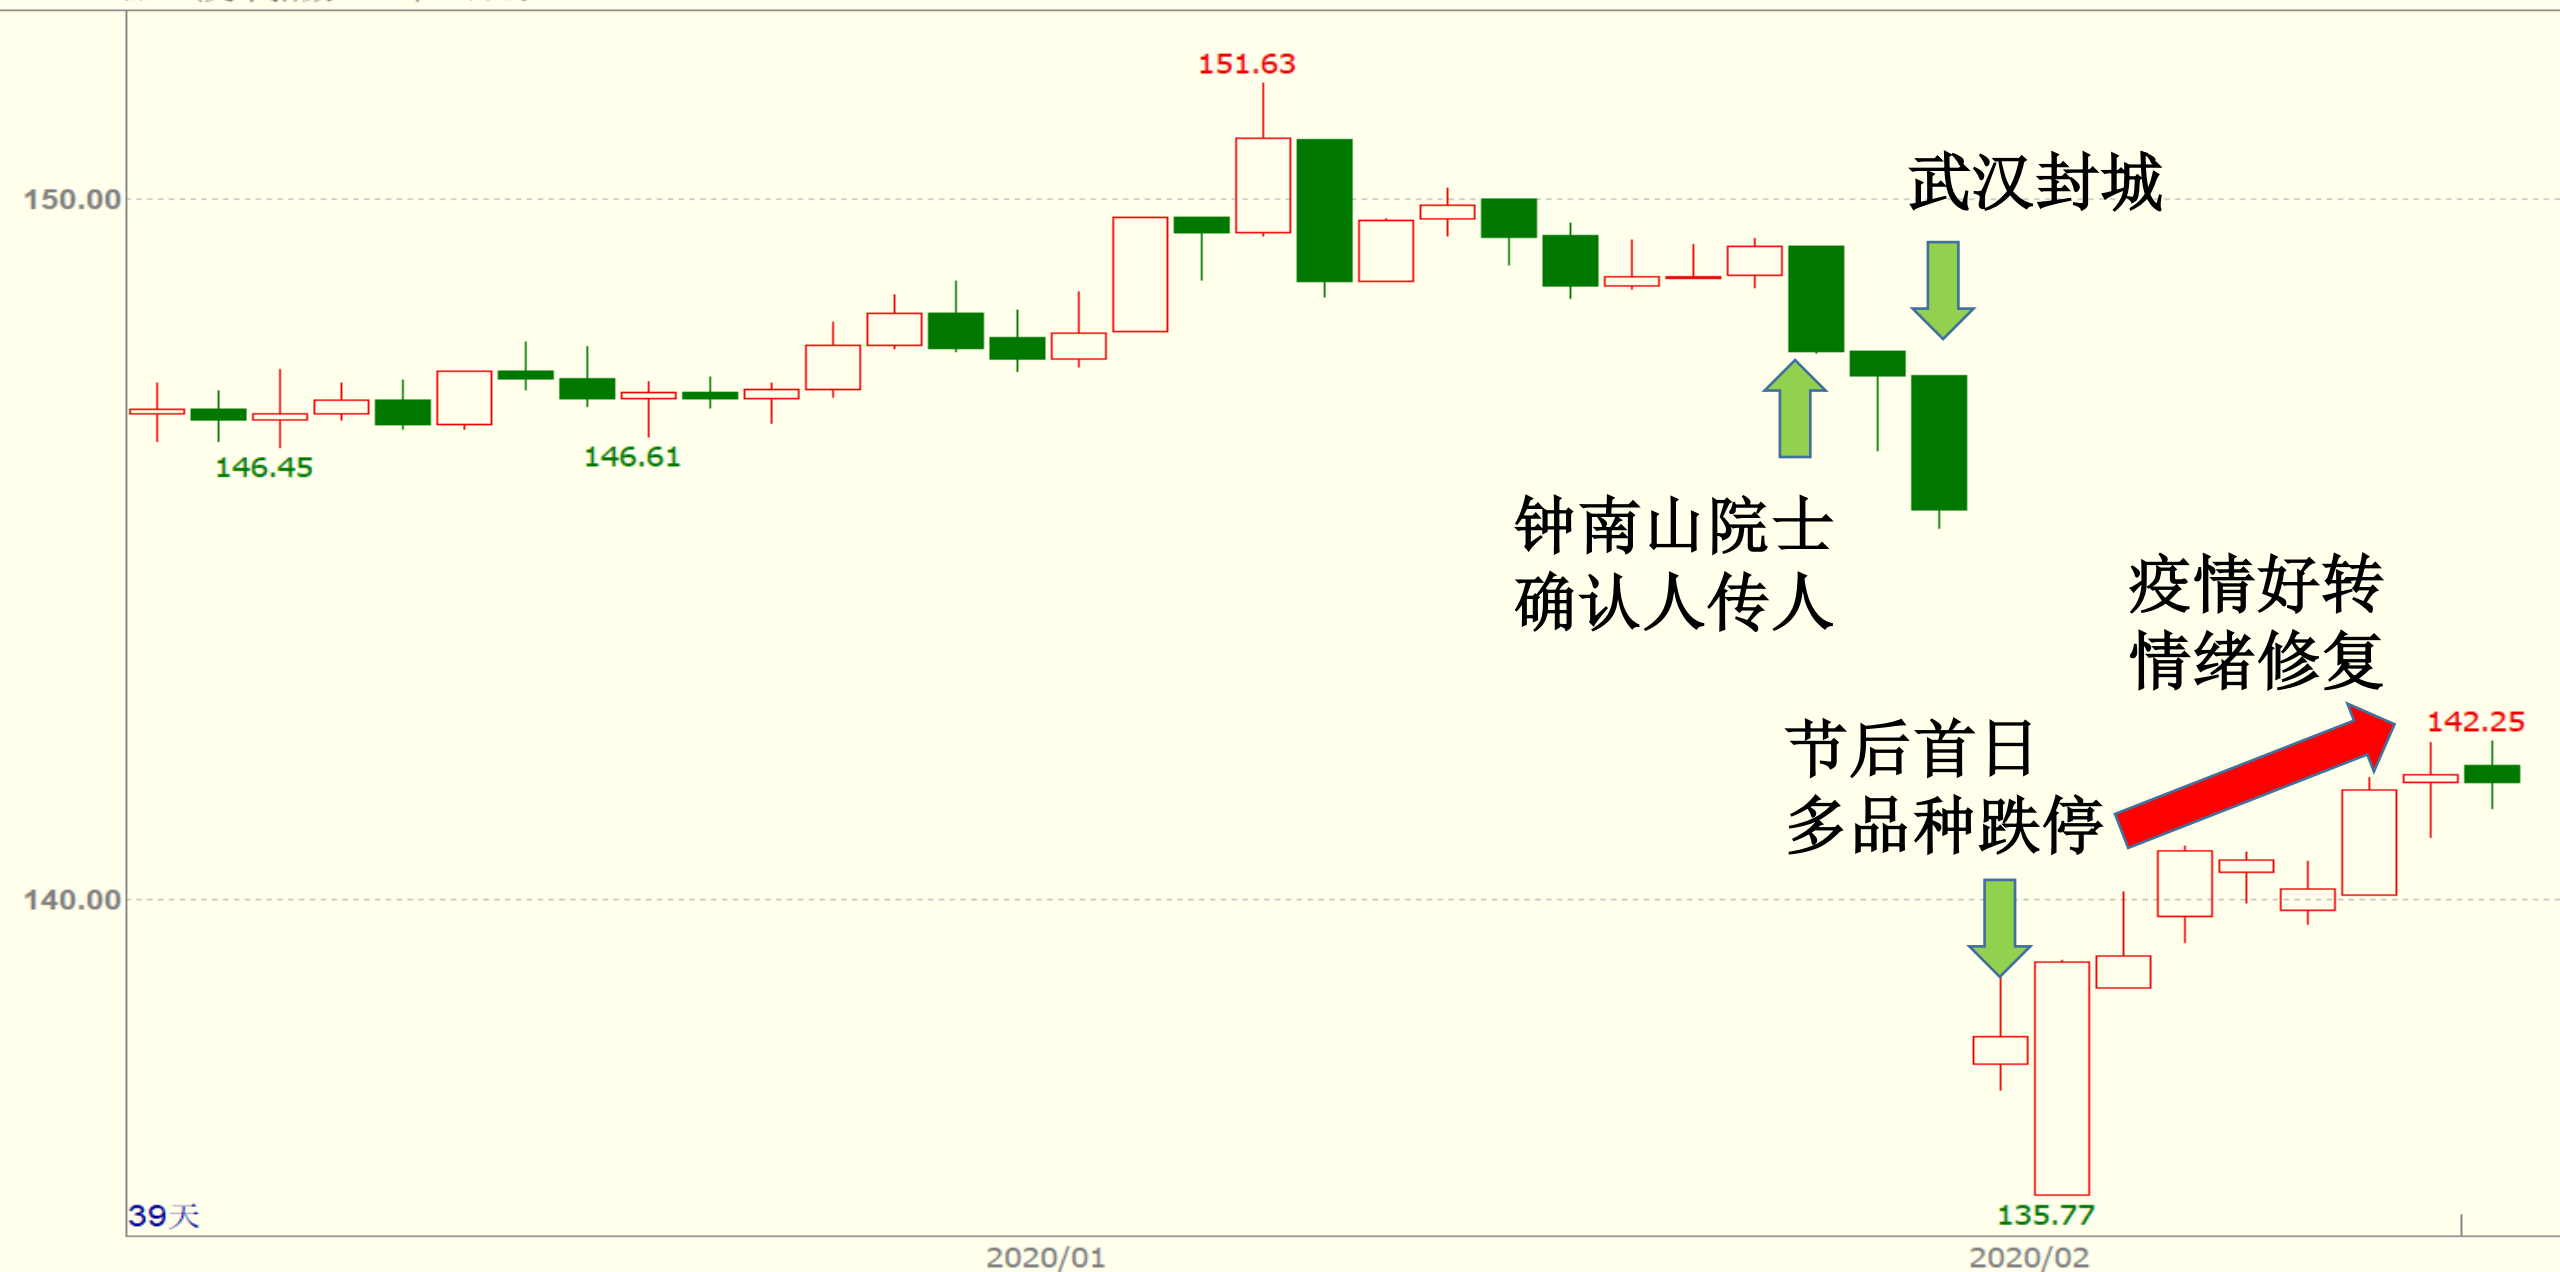 151.63
150.00
武汉封城
146.45
146.61
钟南山院士
确认人传人
疫情好转
情绪修复
142.25
节后首日
多品种跌停
140.00
39天
135.77
2020/01
2020/02